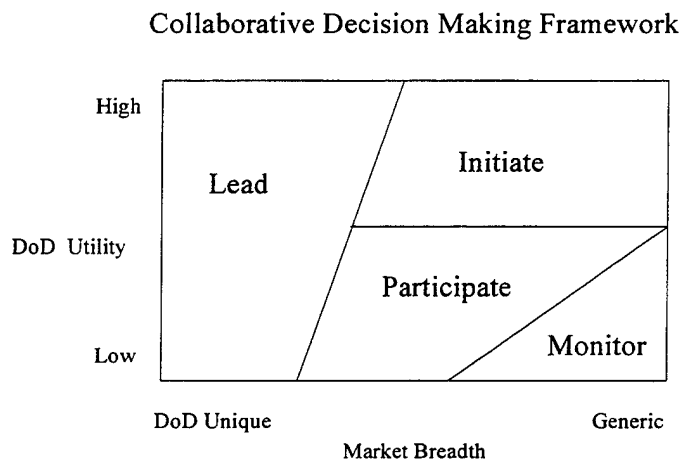 Collaborative Decision Making Framework
High
Initiate
Lead
DoD Utility
Participate
Monitor
Low
DoD Unique
Generic
Market Breadth